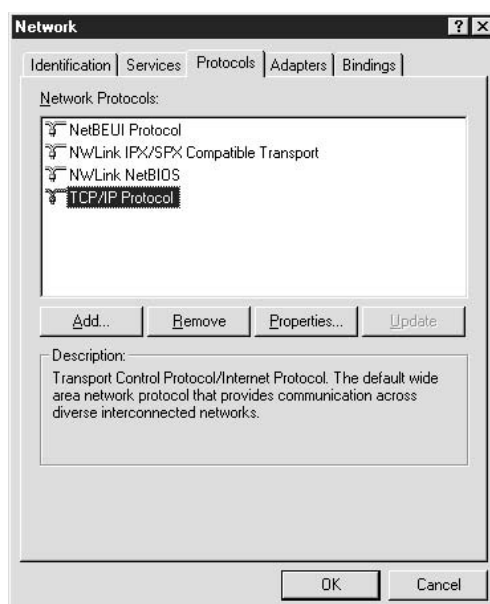 Network
Identification Services Protocols Adapters Bindings
Network Protocols:
NetBEUI Protocol
NWLink IPX/SPX Compatible Transport
NWLink NetBIOS
TCP/IP Protocol
Add... Remove Properties... Update
Description:
Transport Control Protocol/Internet Protocol. The default wide
area network protocol that provides communication across
diverse interconnected networks.
OK Cancel